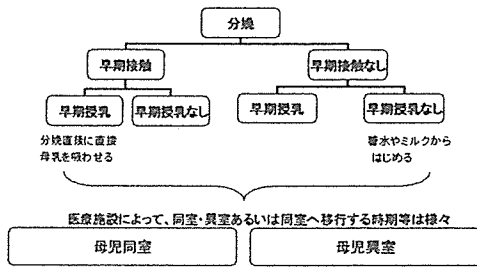 分娩
早期接触
早期接触なし
早期授乳
早期授乳なし
早期授乳
早期授乳なし
分娩直後に直接
母乳を吸わせる
糖水やミルクから
はじめる
医療施設によって、同室・異室あるいは同室へ移行する時期等は様々
母児同室
母児異室